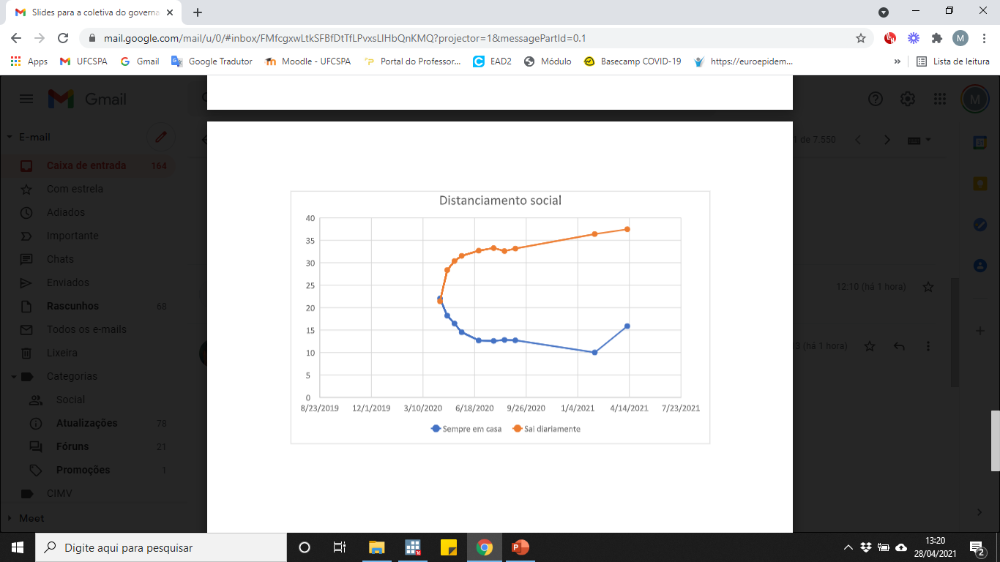 Slides para a coletiva do governa
mail.google.com/mail/u/0/#inbox/FMfcgxwLtkSFBfDtTfLPvxsLlHbQnKMQ?projector=1&messagePartId=0.1
M
Apps
UFCSPA
Gmail
Google Tradutor
Moodle - UFCSPA
Portal do Professor...
EAD2
Módulo
Basecamp COVID-19
https://euroepidem...
»
Lista de leitura
Gmail
M
E-mail
de 7.550
Caixa de entrada 164
Com estrela
Adiados
Importante
Chats
Enviados
Rascunhos 68
Todos os e-mails
Lixeira
Categorias
Social
Atualizações 78
Fóruns 21
Promoções 1
CIMV
Meet
12:10 (há 1 hora)
(há 1 hora)
Distanciamento social
40
35
30
25
20
15
10
5
0
8/23/2019 12/1/2019 3/10/2020 6/18/2020 9/26/2020 1/4/2021 4/14/2021 7/23/2021
Sempre em casa Sai diariamente
Digite aqui para pesquisar
13:20
28/04/2021
2